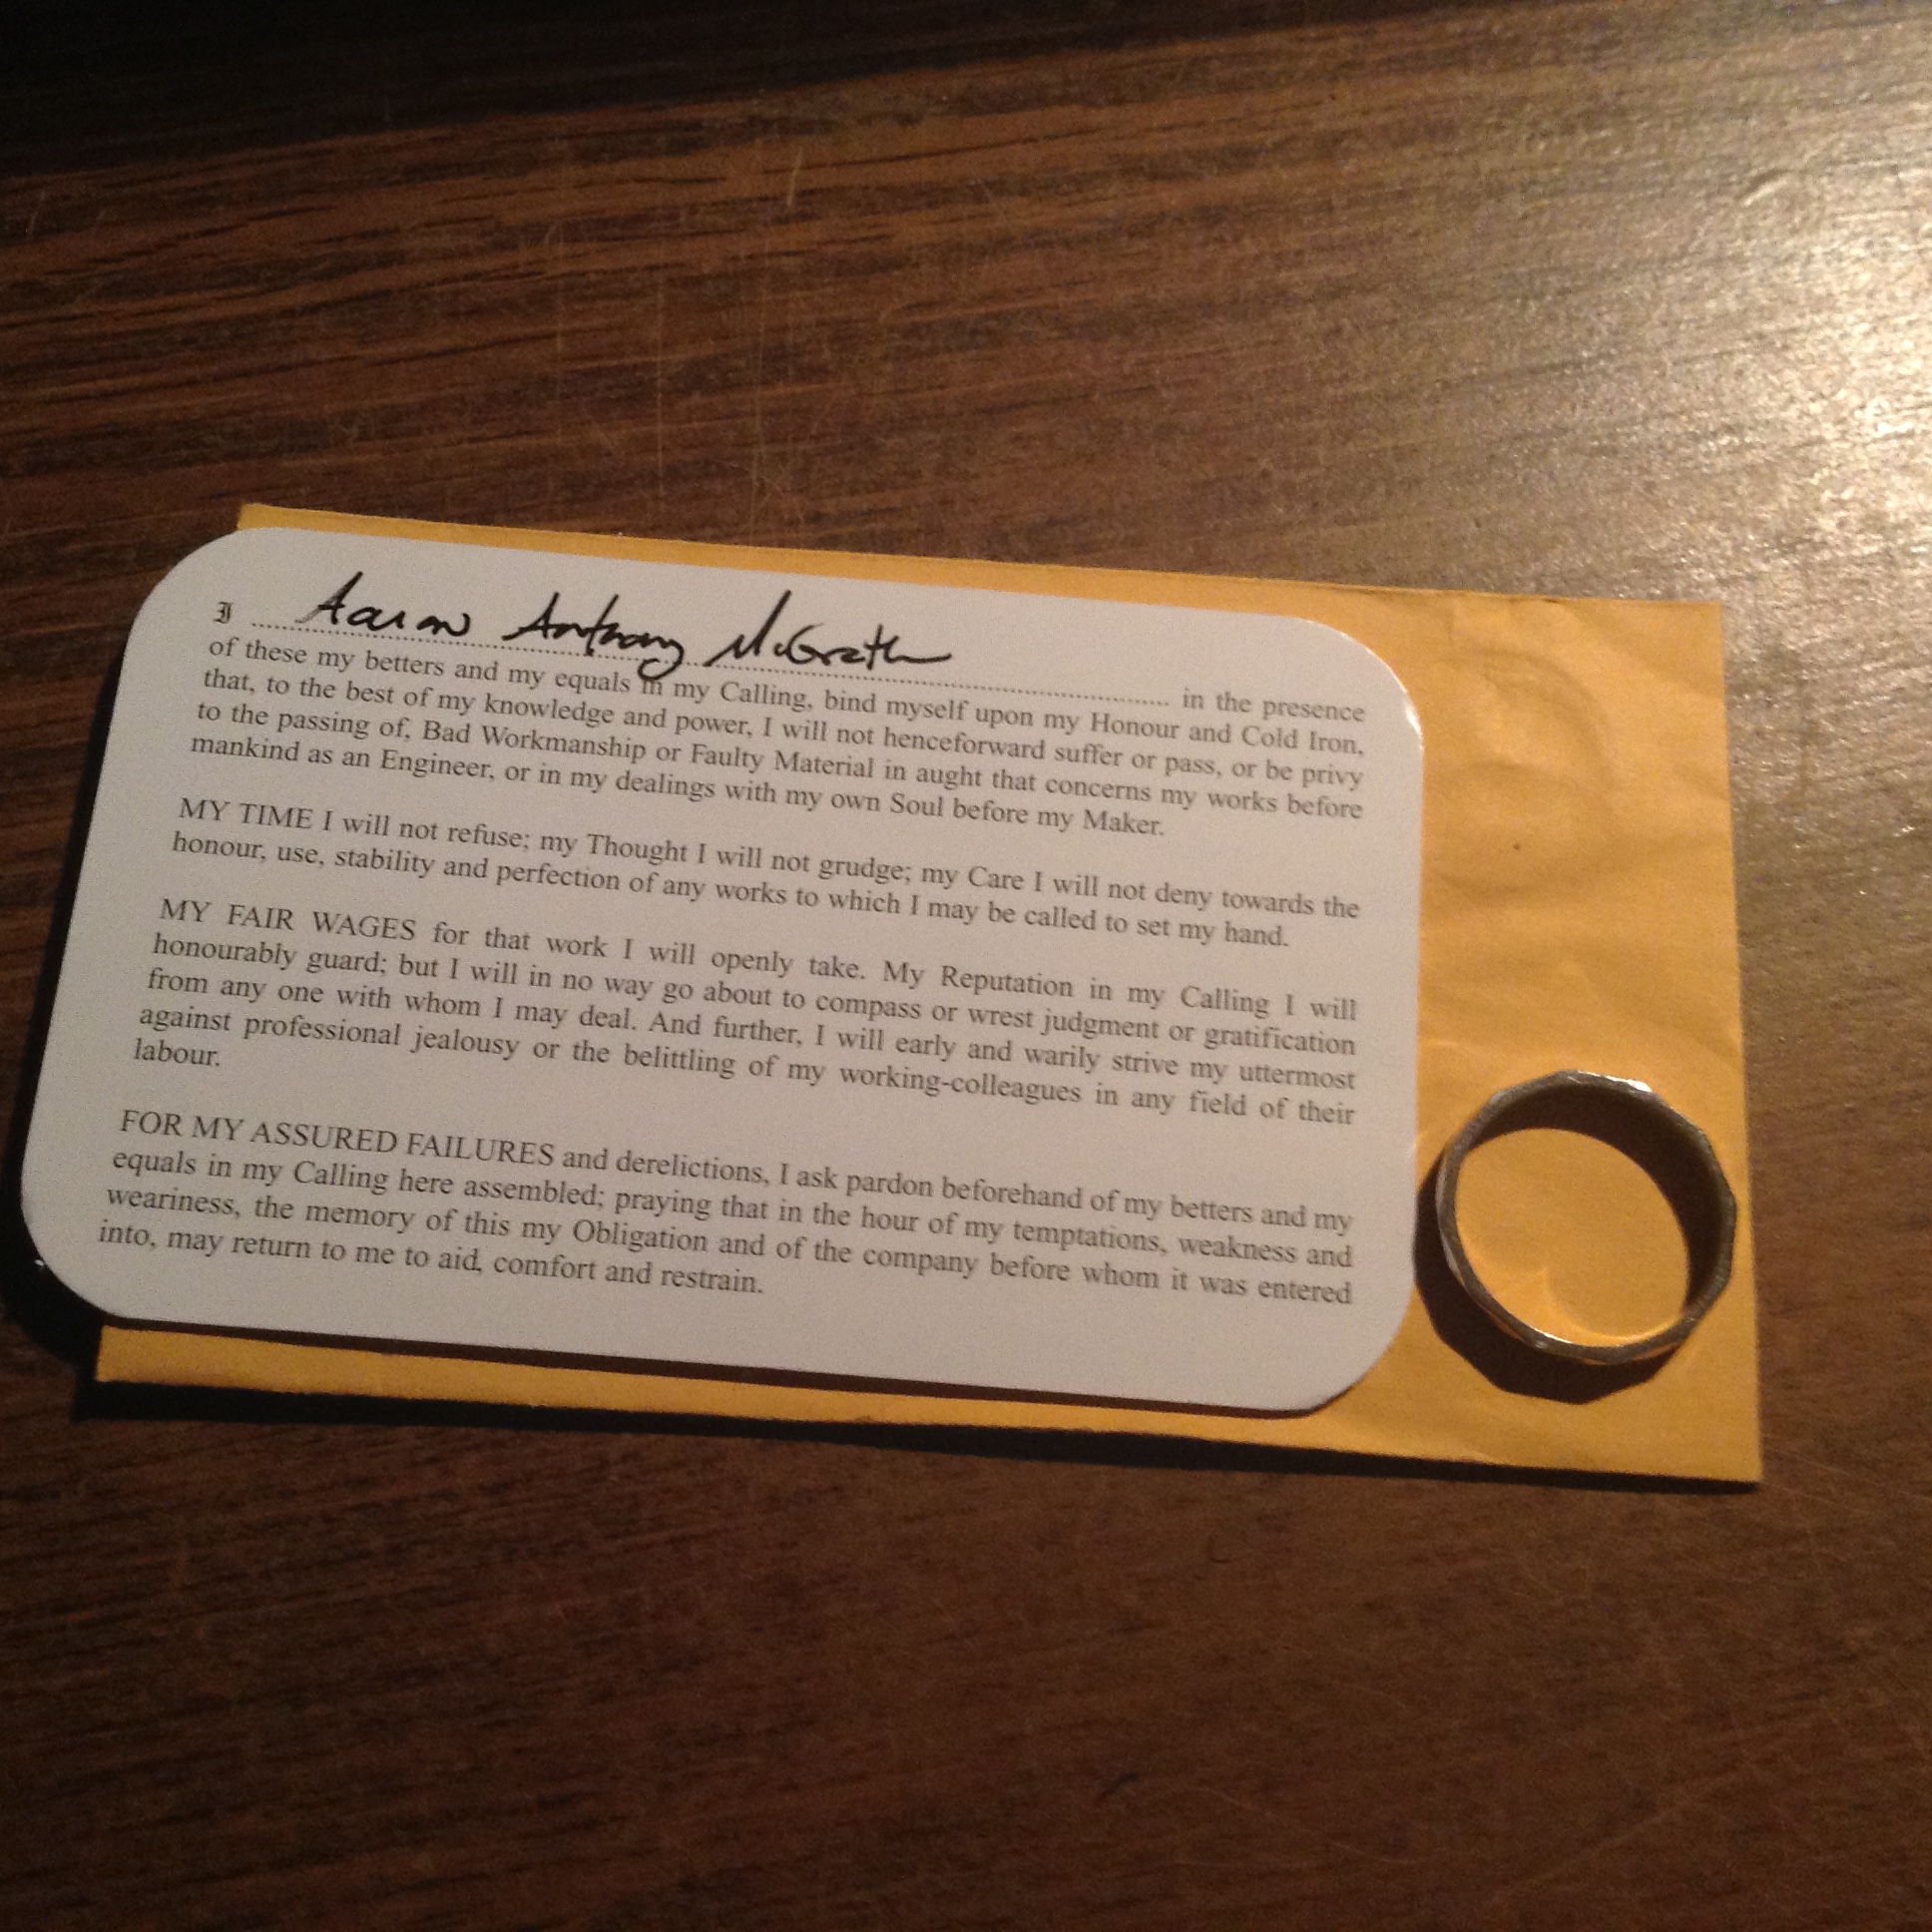 I Aaron Anthony McGrath in the presence
of these my betters and my equals in my Calling, bind myself upon my Honour and Cold Iron,
that, to the best of my knowledge and power, I will not henceforward suffer or pass, or be privy
to the passing of, Bad Workmanship or Faulty Material in aught that concerns my works before
mankind as an Engineer, or in my dealings with my own Soul before my Maker.
MY TIME I will not refuse; my Thought I will not grudge; my Care I will not deny towards the
honour, use, stability and perfection of any works to which I may be called to set my hand.
MY FAIR WAGES for that work I will openly take. My Reputation in my Calling I will
honourably guard; but I will in no way go about to compass or wrest judgment or gratification
from any one with whom I may deal. And further, I will early and warily strive my uttermost
against professional jealousy or the belittling of my working-colleagues in any field of their
labour.
FOR MY ASSURED FAILURES and derelictions, I ask pardon beforehand of my betters and my
equals in my Calling here assembled; praying that in the hour of my temptations, weakness and
weariness, the memory of this my Obligation and of the company before whom it was entered
into, may return to me to aid, comfort and restrain.